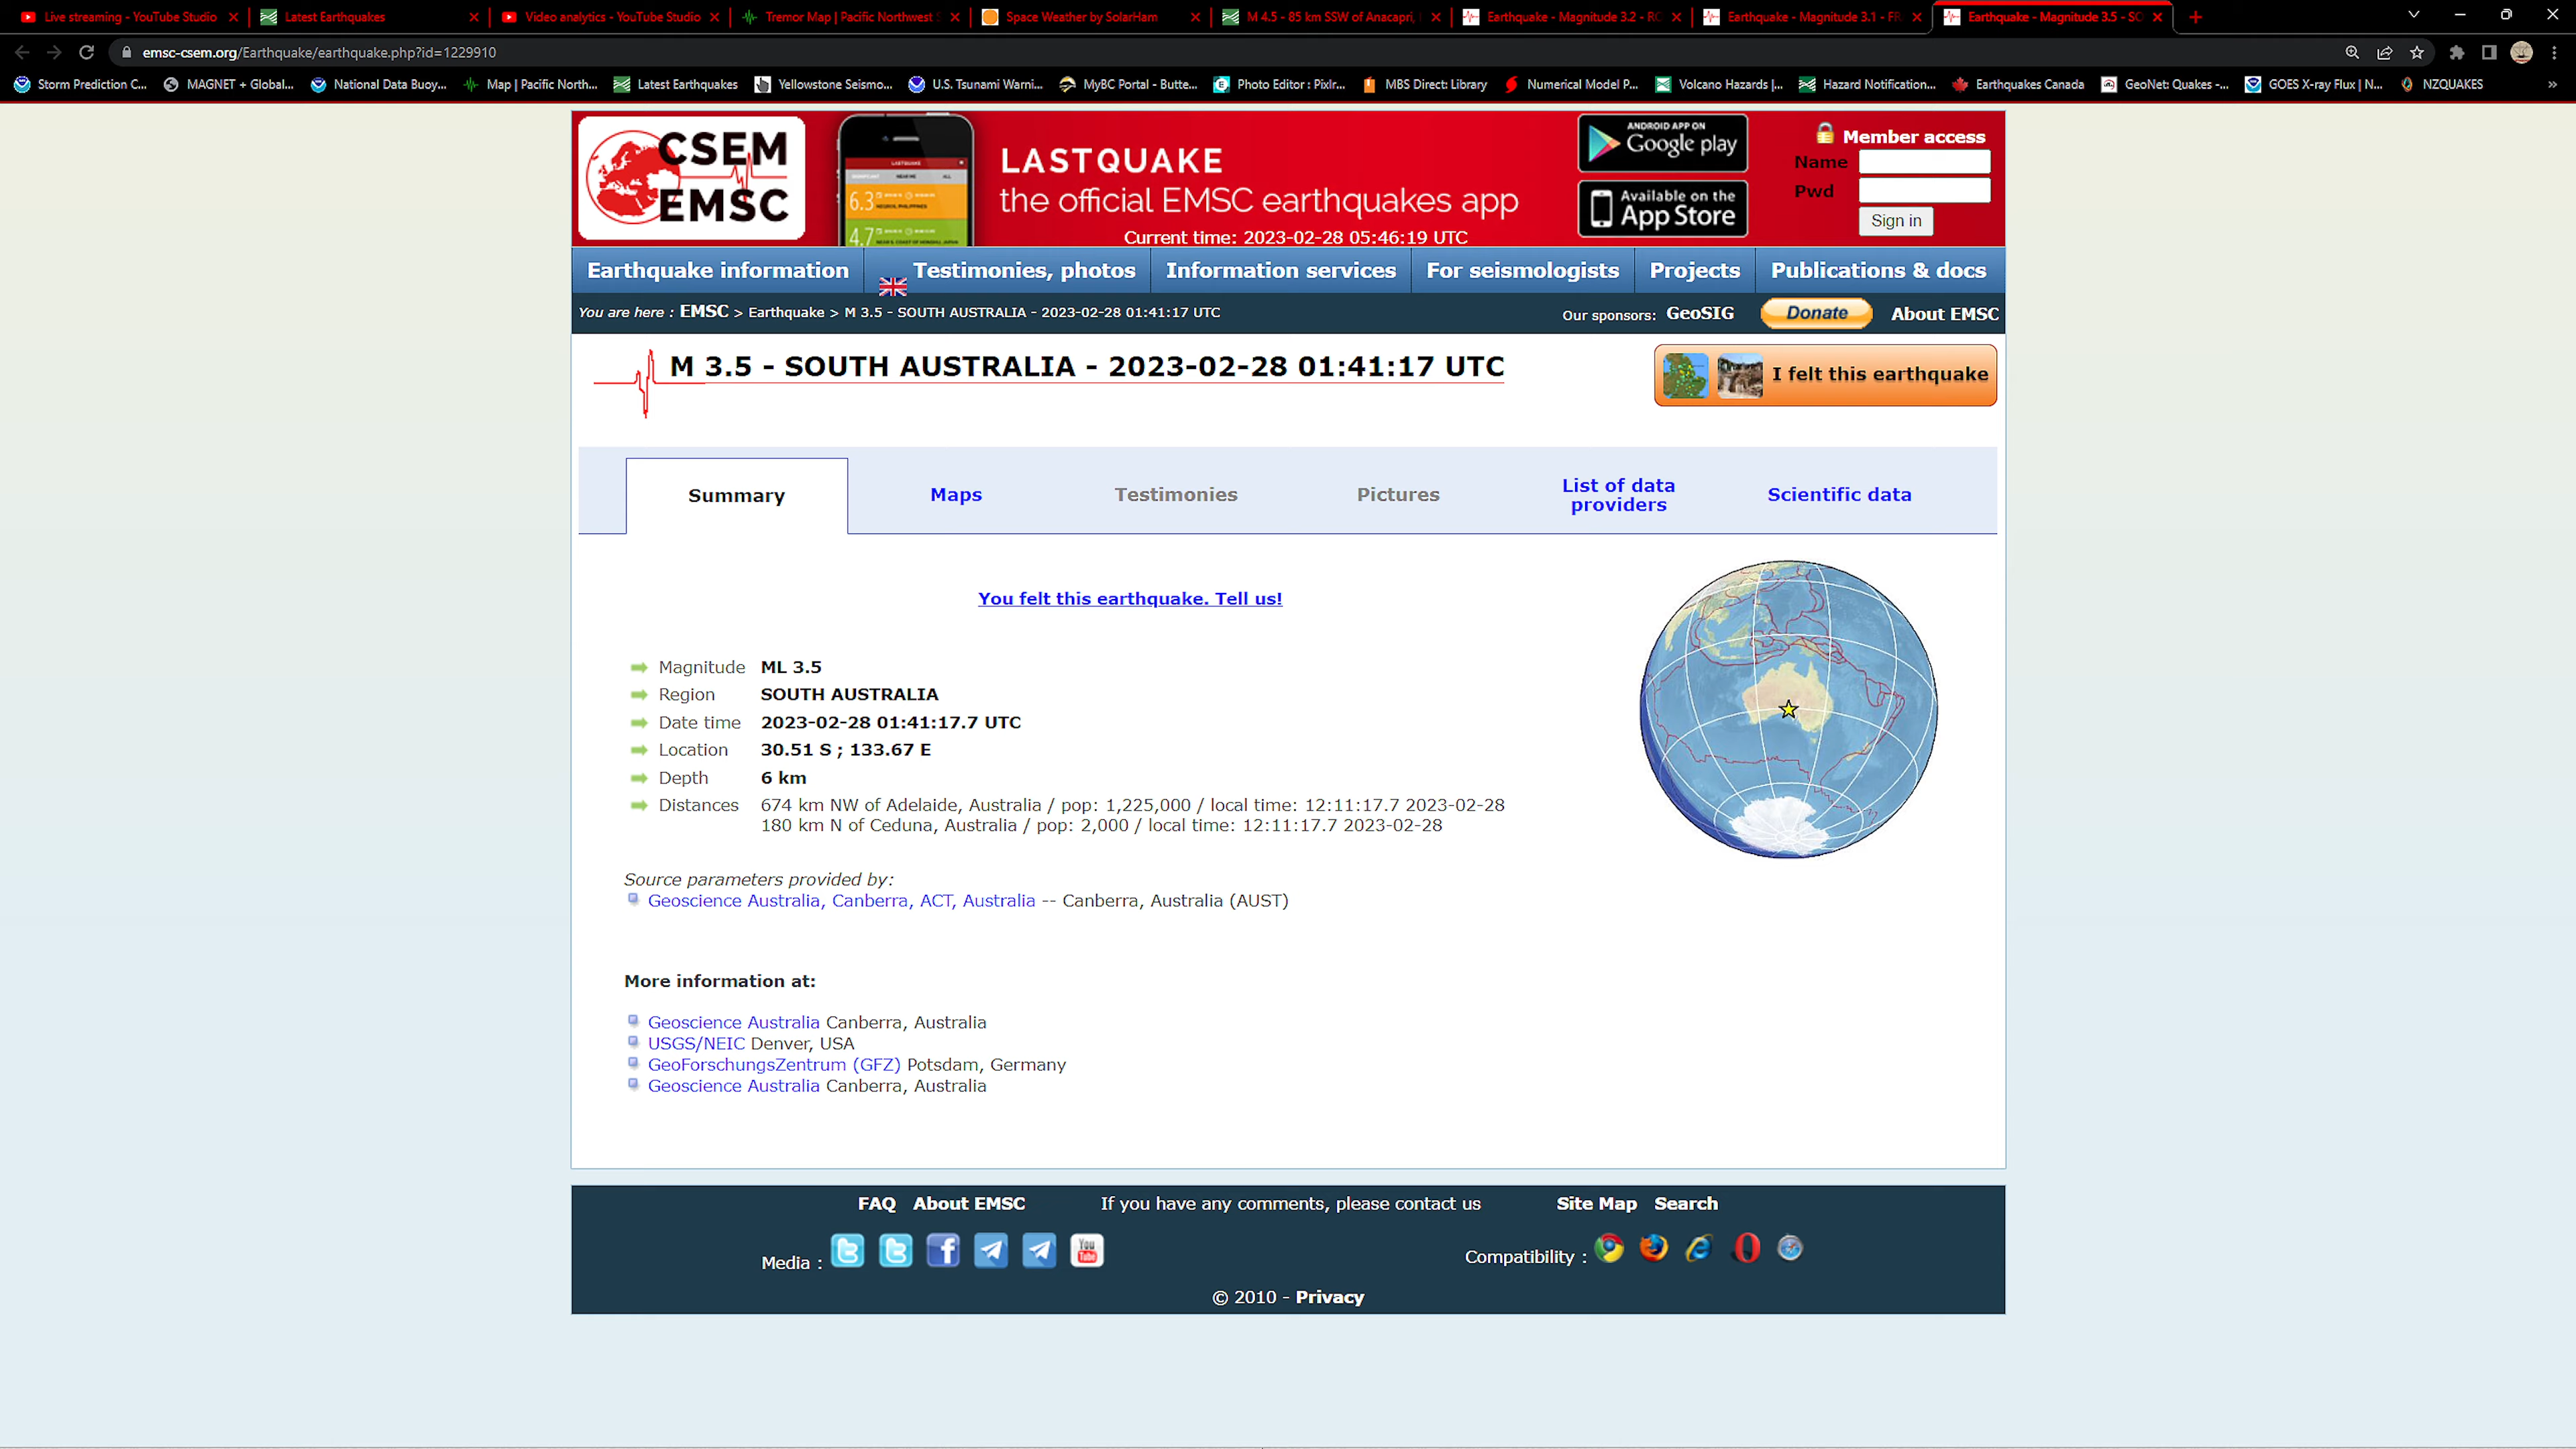 Live streaming - YouTube Studio
Latest Earthquakes
Video analytics - YouTube Studio
Tremor Map | Pacific Northwest S
Space Weather by SolarHam
M 4.5 - 85 km SSW of Anacapri, I
Earthquake - Magnitude 3.2 - RO
Earthquake - Magnitude 3.1 - FR
Earthquake - Magnitude 3.5 - SO
emsc-csem.org/Earthquake/earthquake.php?id=1229910
Storm Prediction C...
MAGNET + Global...
National Data Buoy...
Map | Pacific North...
Latest Earthquakes
Yellowstone Seismo...
U.S. Tsunami Warni...
MyBC Portal - Butte...
Photo Editor : Pixlr...
MBS Direct: Library
Numerical Model P...
Volcano Hazards |...
Hazard Notification...
Earthquakes Canada
GeoNet: Quakes -...
GOES X-ray Flux | N...
NZQUAKES
»
CSEM
EMSC
LASTQUAKE
6.3
4.7
LASTQUAKE
the official EMSC earthquakes app
Current time: 2023-02-28 05:46:19 UTC
ANDROID APP ON
Google play
Available on the
App Store
Member access
Name
Pwd
Sign in
Earthquake information
Testimonies, photos
Information services
For seismologists
Projects
Publications & docs
You are here : EMSC > Earthquake > M 3.5 - SOUTH AUSTRALIA - 2023-02-28 01:41:17 UTC
Our sponsors: GeoSIG
Donate
About EMSC
M 3.5 - SOUTH AUSTRALIA - 2023-02-28 01:41:17 UTC
I felt this earthquake
Summary
Maps
Testimonies
Pictures
List of data
providers
Scientific data
You felt this earthquake. Tell us!
Magnitude ML 3.5
Region SOUTH AUSTRALIA
Date time 2023-02-28 01:41:17.7 UTC
Location 30.51 S ; 133.67 E
Depth 6 km
Distances 674 km NW of Adelaide, Australia / pop: 1,225,000 / local time: 12:11:17.7 2023-02-28
180 km N of Ceduna, Australia / pop: 2,000 / local time: 12:11:17.7 2023-02-28
Source parameters provided by:
Geoscience Australia, Canberra, ACT, Australia -- Canberra, Australia (AUST)
More information at:
Geoscience Australia Canberra, Australia
USGS/NEIC Denver, USA
GeoForschungsZentrum (GFZ) Potsdam, Germany
Geoscience Australia Canberra, Australia
FAQ
About EMSC
If you have any comments, please contact us
Site Map
Search
Media :
You
Tube
Compatibility :
© 2010 - Privacy